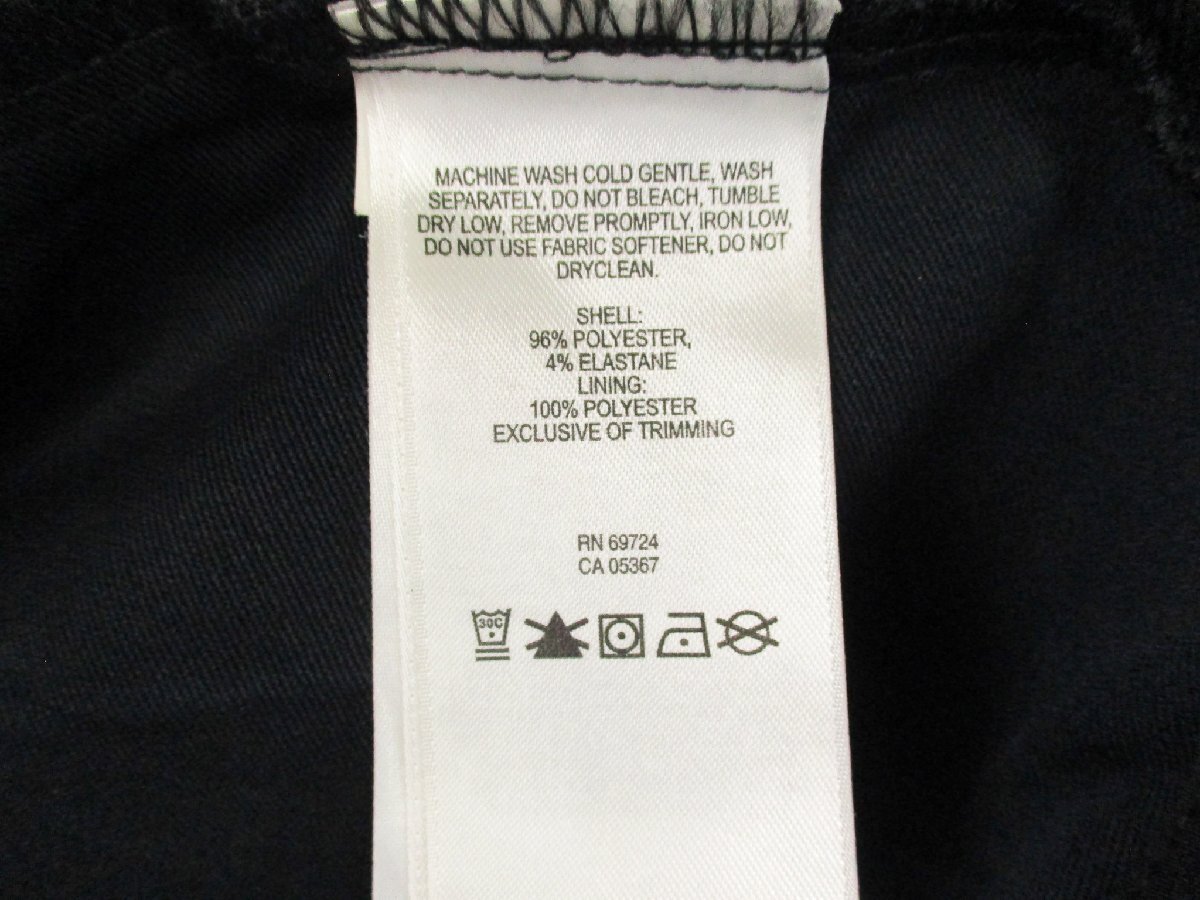 MACHINE WASH COLD GENTLE, WASH
SEPARATELY, DO NOT BLEACH, TUMBLE
DRY LOW, REMOVE PROMPTLY, IRON LOW,
DO NOT USE FABRIC SOFTENER, DO NOT
DRYCLEAN.
SHELL:
96% POLYESTER,
4% ELASTANE
LINING:
100% POLYESTER
EXCLUSIVE OF TRIMMING
RN 69724
CA 05367
30C